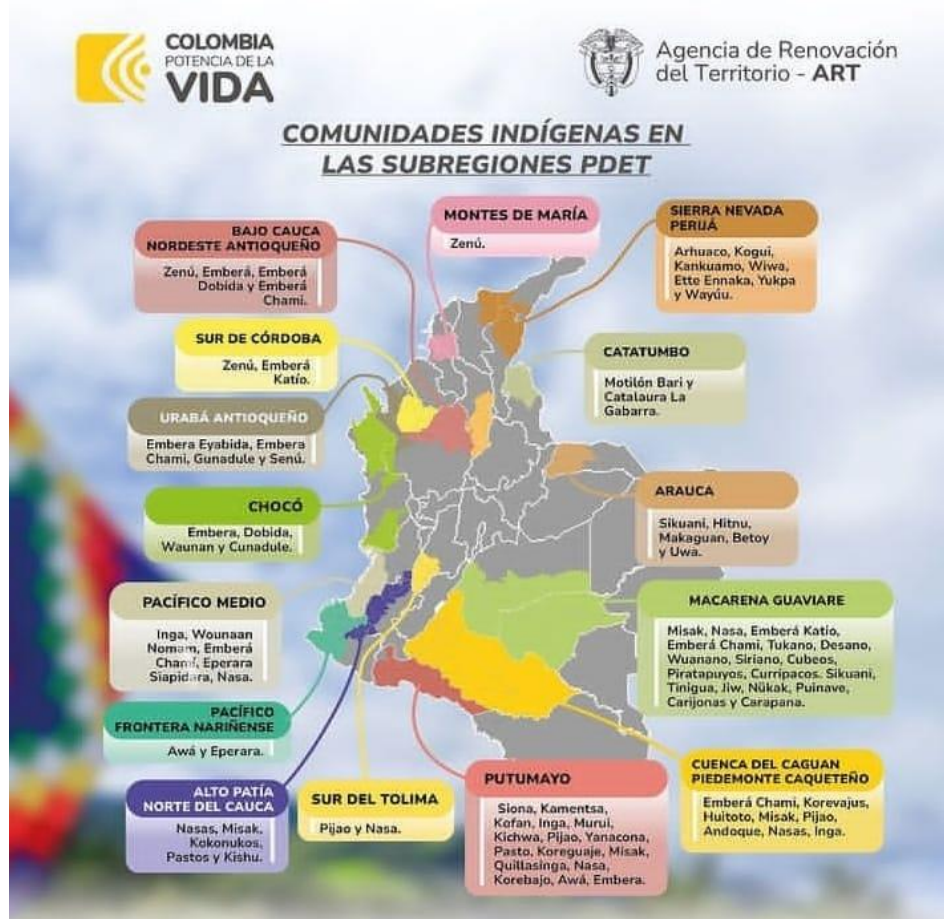 COLOMBIA
POTENCIA DE LA
VIDA
Agencia de Renovación
del Territorio - ART
COMUNIDADES INDÍGENAS EN
LAS SUBREGIONES PDET
BAJO CAUCA
NORDESTE ANTIOQUEÑO
Zenú, Emberá, Emberá
Dobida y Emberá
Chami.
MONTES DE MARÍA
Zenú.
SIERRA NEVADA
PERIJÁ
Arhuaco, Kogui,
Kankuamo, Wiwa,
Ette Ennaka, Yukpa
y Wayúu.
SUR DE CÓRDOBA
Zenú, Emberá
Katío.
CATATUMBO
Motilón Bari y
Catalaura La
Gabarra.
URABÁ ANTIOQUEÑO
Embera Eyabida, Embera
Chami, Gunadule y Senú.
CHOCÓ
Embera, Dobida,
Waunan y Cunadule.
ARAUCA
Sikuani, Hitnu,
Makaguan, Betoy
y Uwa.
PACÍFICO MEDIO
Inga, Wounaan
Nomam, Emberá
Chamí, Eperara
Siapidara, Nasa.
MACARENA GUAVIARE
Misak, Nasa, Emberá Katío,
Emberá Chami, Tukano, Desano,
Wuanano, Siriano, Cubeos,
Piratapuyos, Curripacos. Sikuani,
Tinigua, Jiw, Nükak, Puinave,
Carijonas y Carapana.
PACÍFICO
FRONTERA NARIÑENSE
Awá y Eperara.
ALTO PATÍA
NORTE DEL CAUCA
Nasas, Misak,
Kokonukos,
Pastos y Kishu.
SUR DEL TOLIMA
Pijao y Nasa.
PUTUMAYO
Siona, Kamentsa,
Kofan, Inga, Murui,
Kichwa, Pijao, Yanacona,
Pasto, Koreguaje, Misak,
Quillasinga, Nasa,
Korebajo, Awá, Embera.
CUENCA DEL CAGUAN
PIEDEMONTE CAQUETEÑO
Emberá Chami, Korevajus,
Huitoto, Misak, Pijao,
Andoque, Nasas, Inga.